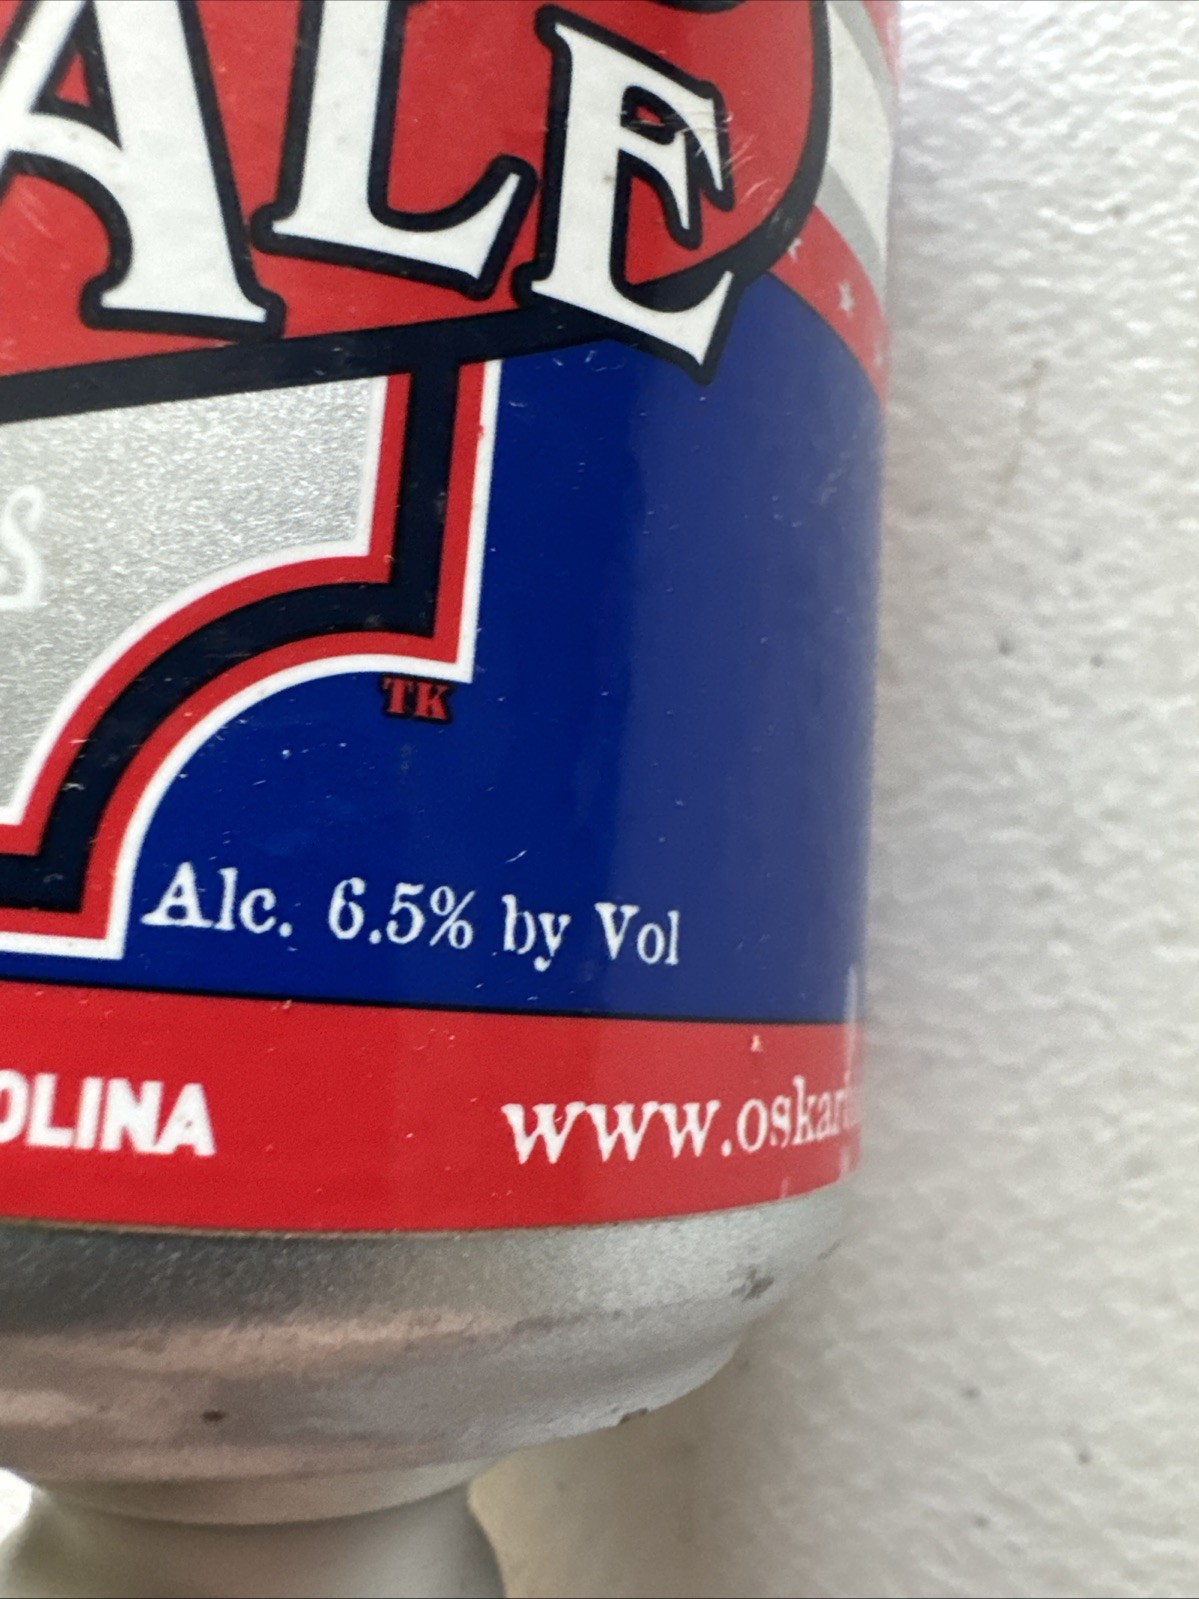 ALE
S
TK
Alc. 6.5% by Vol
OLINA
www.oskar